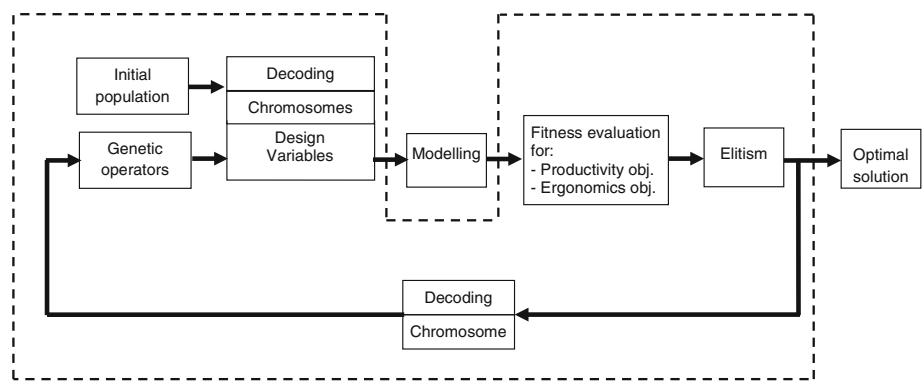 Initial
population
Decoding
Chromosomes
Design
Variables
Genetic
operators
Modelling
Fitness evaluation
for:
- Productivity obj.
- Ergonomics obj.
Elitism
Optimal
solution
Decoding
Chromosome